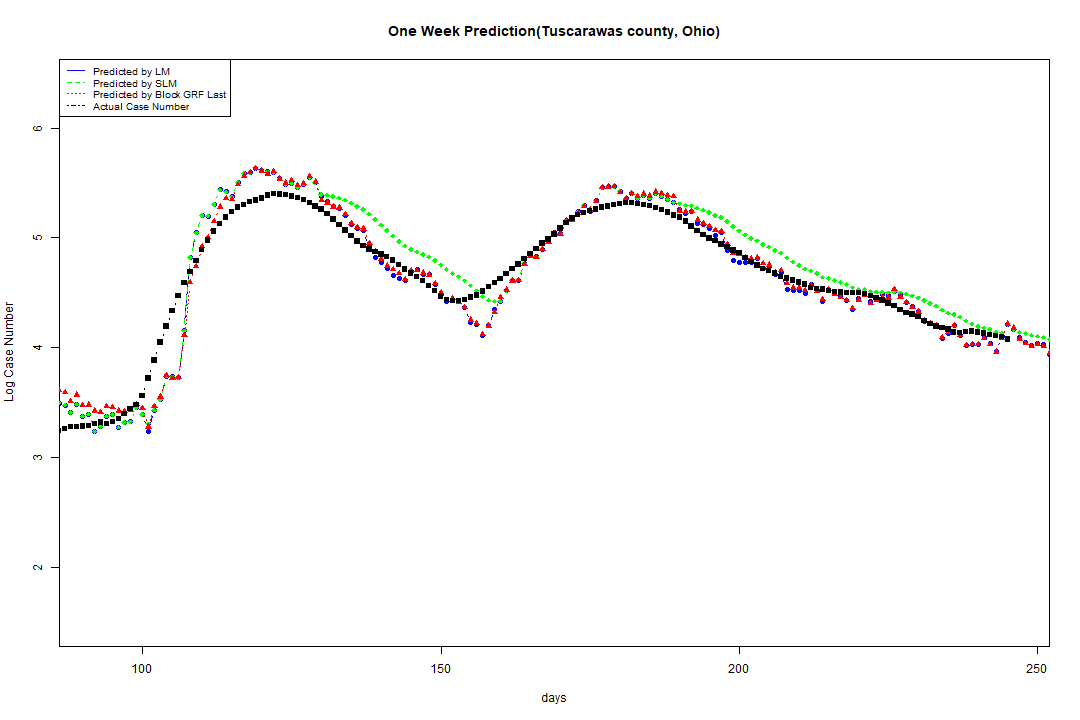 One Week Prediction(Tuscarawas county, Ohio)
Predicted by LM
Predicted by SLM
Predicted by Block GRF Last
Actual Case Number
6
5
4
3
2
Log Case Number
100
150
200
250
days